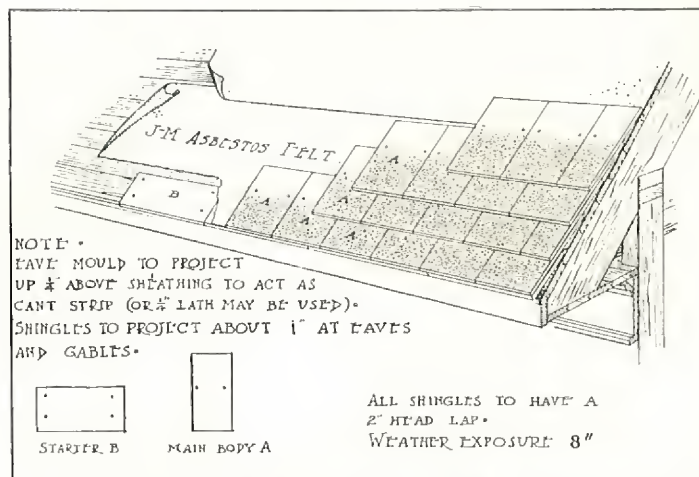 J-M ASBESTOS FELT
B
A
A
A
A
A
NOTE.
EAVE MOULD TO PROJECT
UP ¼" ABOVE SHEATHING TO ACT AS
CANT STRIP (OR ¼" LATH MAY BE USED).
SHINGLES TO PROJECT ABOUT 1" AT EAVES
AND GABLES.
STARTER B
MAIN BODY A
ALL SHINGLES TO HAVE A
2" HEAD LAP.
WEATHER EXPOSURE 8"